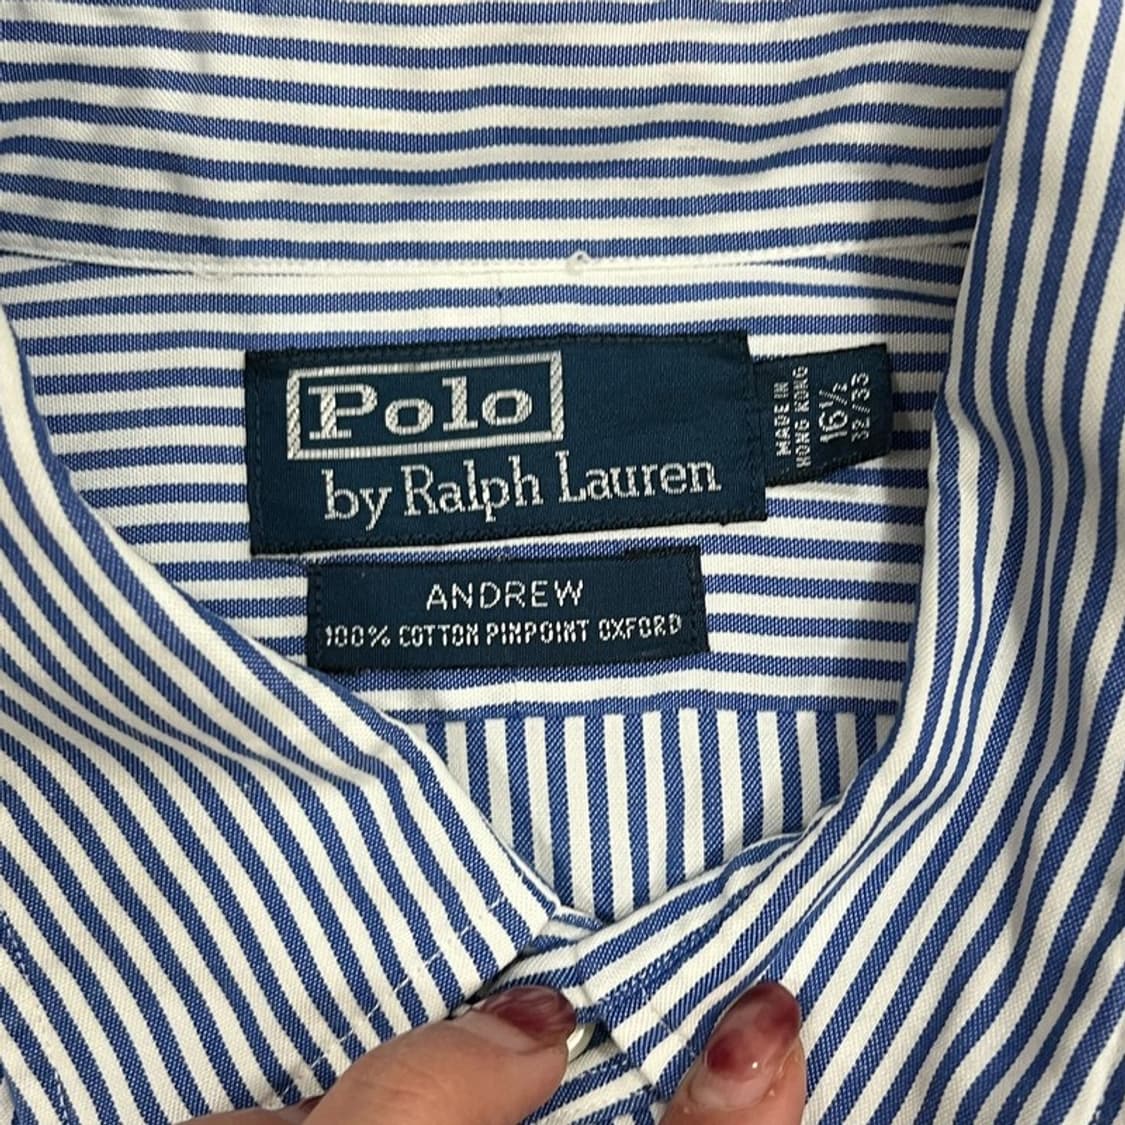 Polo
by Ralph Lauren
MADE IN
HONG KONG
16½
32/33
ANDREW
100% COTTON PINPOINT OXFORD